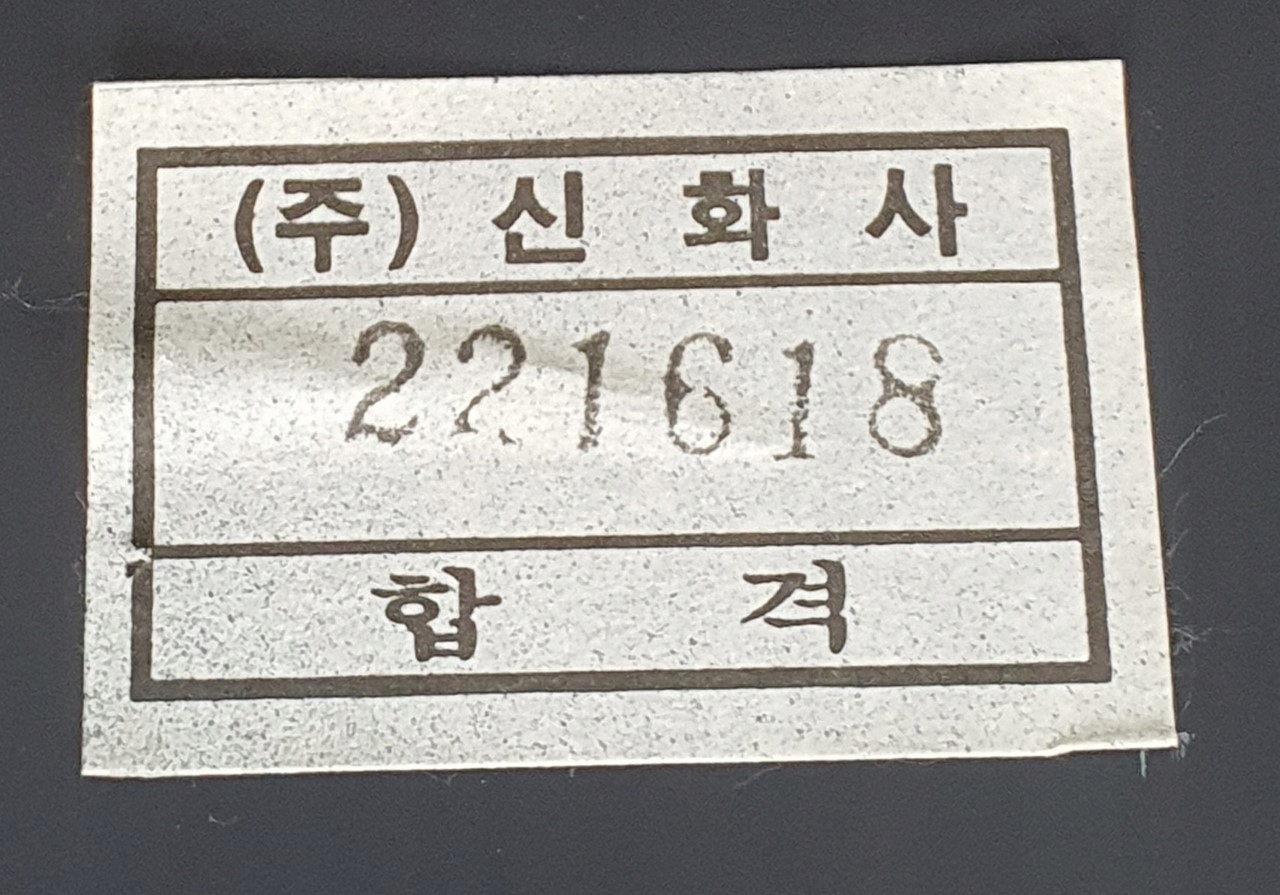 (주) 신 화 사
221618
합 격